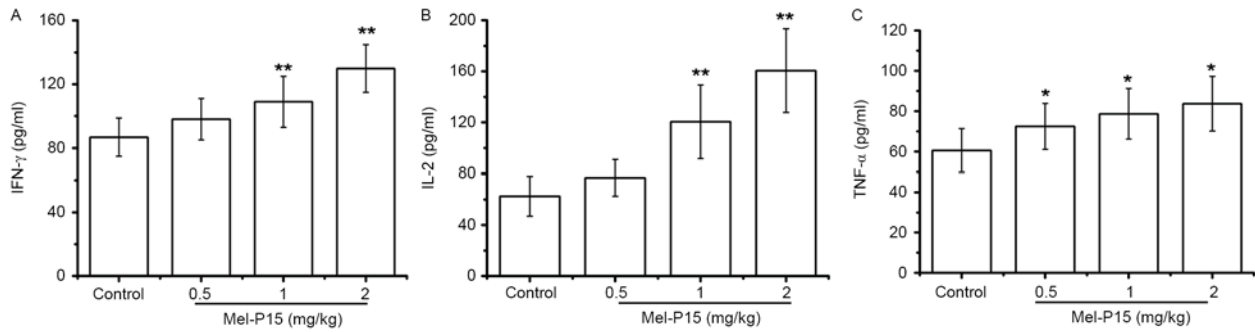 A
IFN-γ (pg/ml)
160
120
80
40
0
**
**
Control
0.5
1
2
Mel-P15 (mg/kg)
B
IL-2 (pg/ml)
200
160
120
80
40
0
**
**
Control
0.5
1
2
Mel-P15 (mg/kg)
C
TNF-α (pg/ml)
120
100
80
60
40
20
0
*
*
*
Control
0.5
1
2
Mel-P15 (mg/kg)